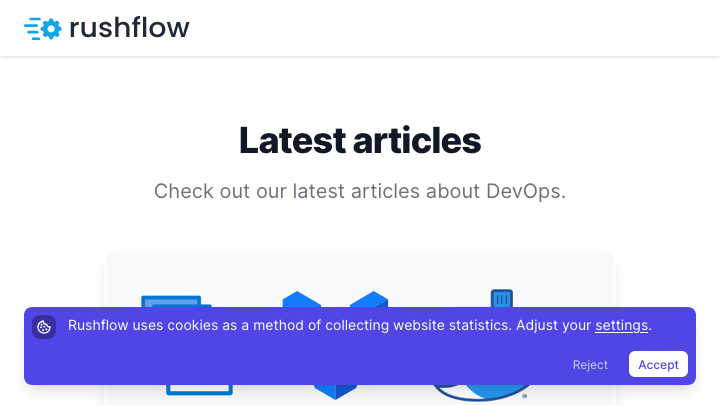 rushflow
Latest articles
Check out our latest articles about DevOps.
Rushflow uses cookies as a method of collecting website statistics. Adjust your settings.
Reject
Accept
®